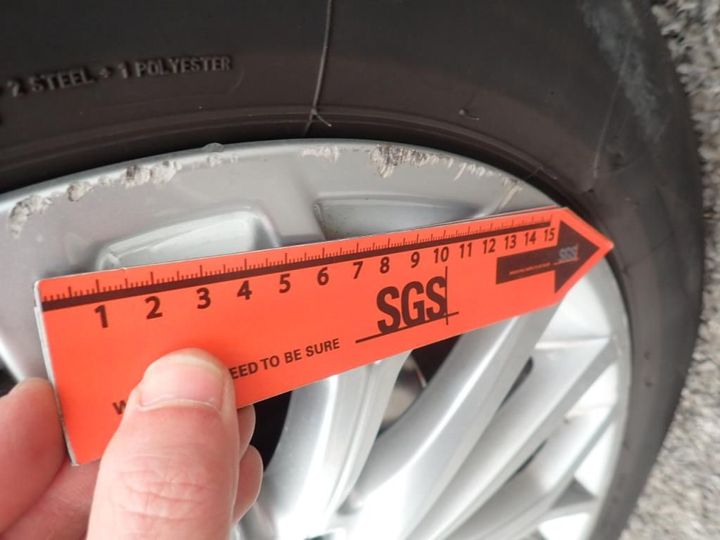 2 STEEL + 1 POLYESTER
1 2 3 4 5 6 7 8 9 10 11 12 13 14 15
SGS
SGS
EED TO BE SURE
W